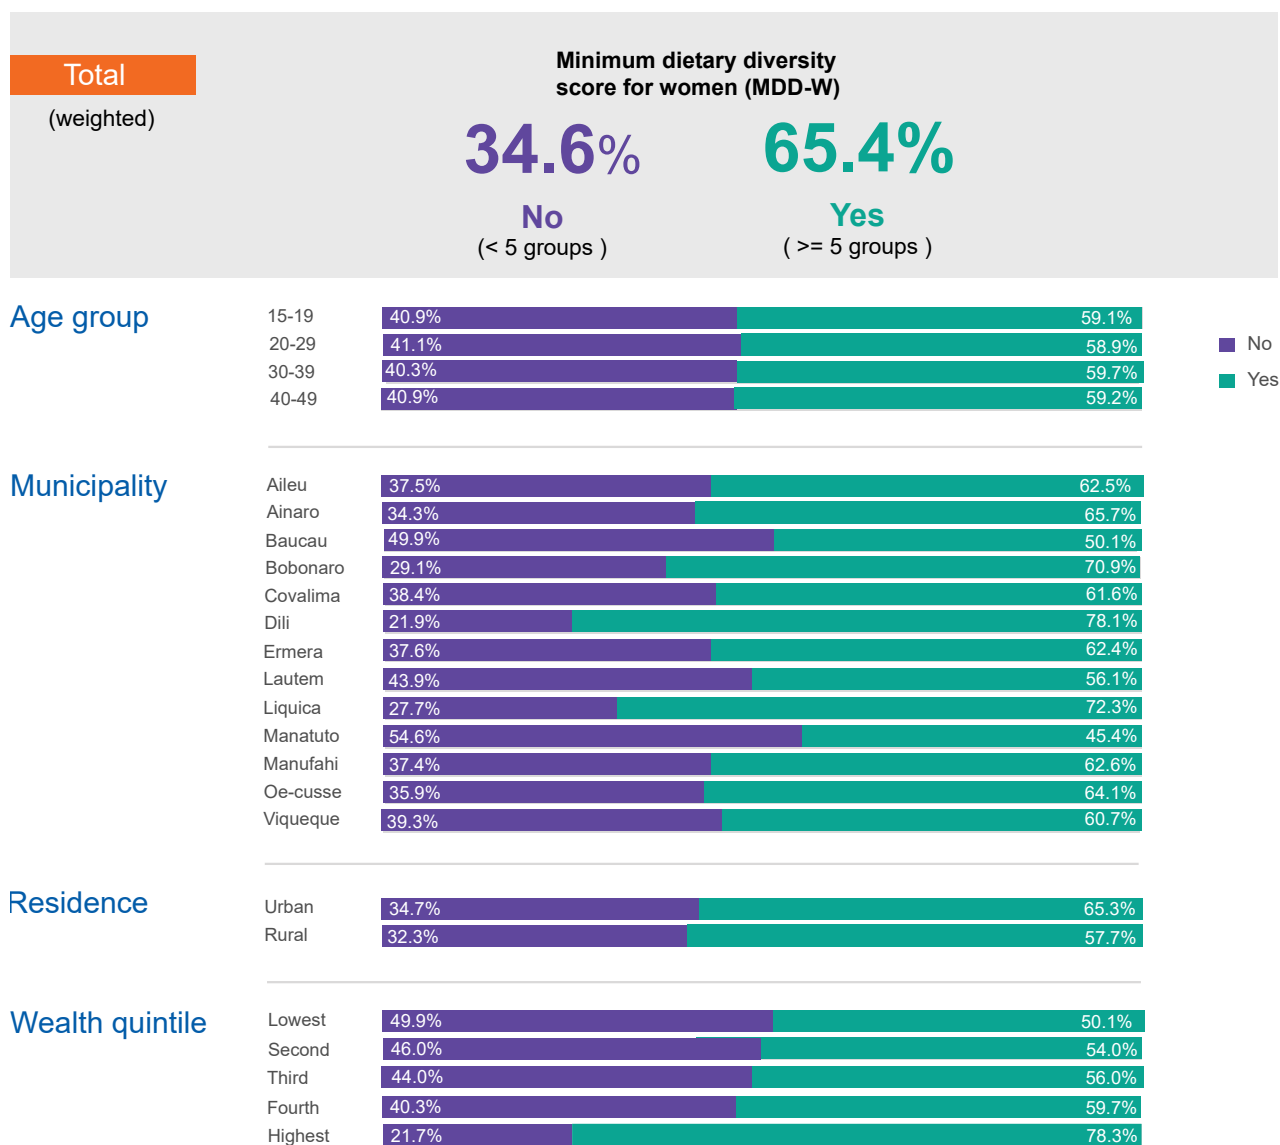 Total
(weighted)
Minimum dietary diversity
score for women (MDD-W)
34.6% 65.4%
No Yes
(< 5 groups ) ( >= 5 groups )
Age group
15-19 40.9% 59.1%
20-29 41.1% 58.9%
30-39 40.3% 59.7%
40-49 40.9% 59.2%
No
Yes
Municipality
Aileu 37.5% 62.5%
Ainaro 34.3% 65.7%
Baucau 49.9% 50.1%
Bobonaro 29.1% 70.9%
Covalima 38.4% 61.6%
Dili 21.9% 78.1%
Ermera 37.6% 62.4%
Lautem 43.9% 56.1%
Liquica 27.7% 72.3%
Manatuto 54.6% 45.4%
Manufahi 37.4% 62.6%
Oe-cusse 35.9% 64.1%
Viqueque 39.3% 60.7%
Residence
Urban 34.7% 65.3%
Rural 32.3% 57.7%
Wealth quintile
Lowest 49.9% 50.1%
Second 46.0% 54.0%
Third 44.0% 56.0%
Fourth 40.3% 59.7%
Highest 21.7% 78.3%